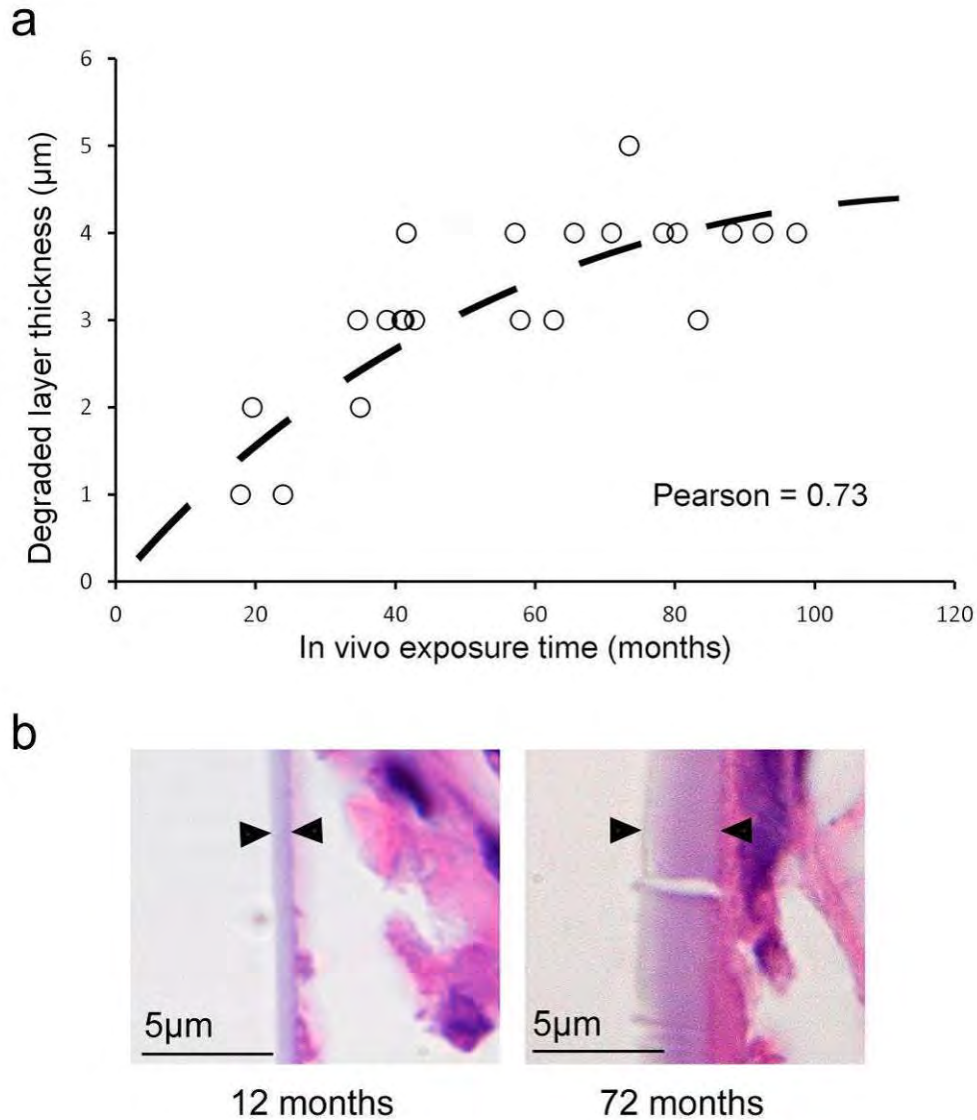 a
6
5
4
3
2
1
0
Degraded layer thickness (µm)
Pearson = 0.73
0 20 40 60 80 100 120
In vivo exposure time (months)
b
5µm 5µm
12 months 72 months